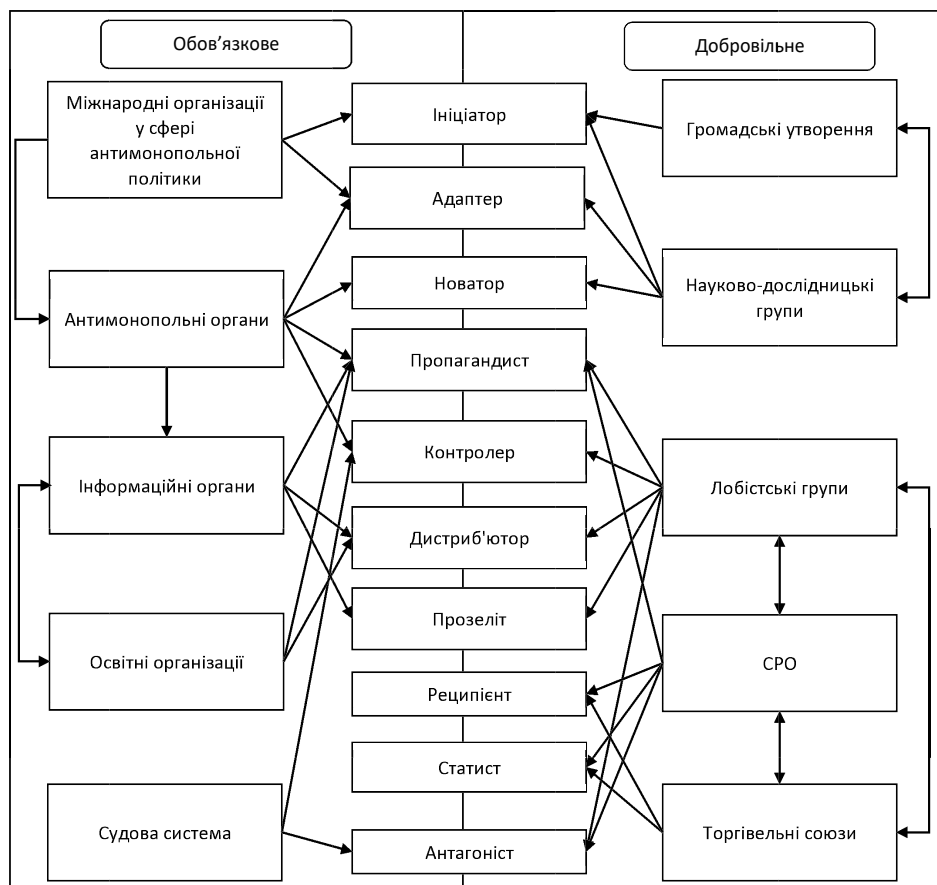 Обов’язкове
Добровільне
Міжнародні організації
у сфері
антимонопольної
політики
Антимонопольні органи
Інформаційні органи
Освітні організації
Судова система
Ініціатор
Адаптер
Новатор
Пропагандист
Контролер
Дистриб'ютор
Прозеліт
Реципієнт
Статист
Антагоніст
Громадські утворення
Науково-дослідницькі
групи
Лобістські групи
СРО
Торгівельні союзи